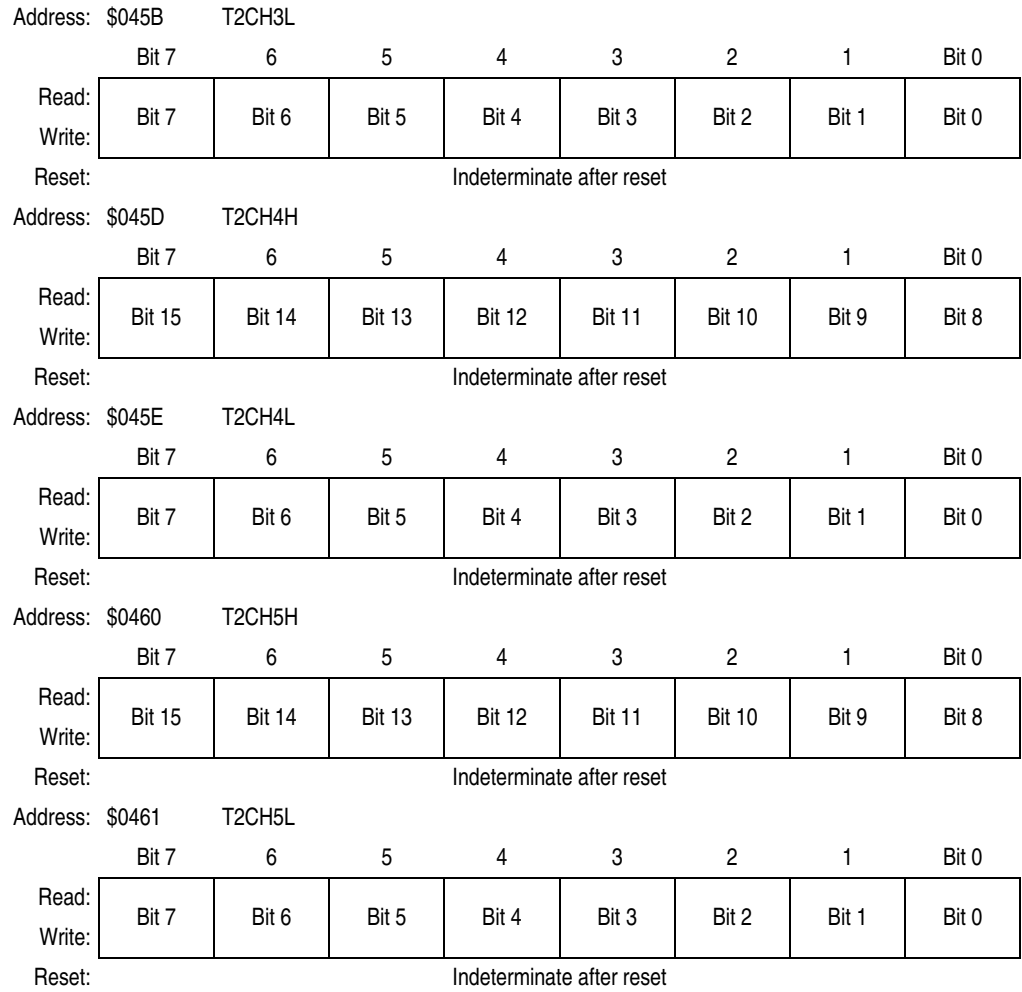 Address: $045B T2CH3L
Bit 7 6 5 4 3 2 1 Bit 0
Read:
Bit 7 Bit 6 Bit 5 Bit 4 Bit 3 Bit 2 Bit 1 Bit 0
Write:
Reset: Indeterminate after reset
Address: $045D T2CH4H
Bit 7 6 5 4 3 2 1 Bit 0
Read:
Bit 15 Bit 14 Bit 13 Bit 12 Bit 11 Bit 10 Bit 9 Bit 8
Write:
Reset: Indeterminate after reset
Address: $045E T2CH4L
Bit 7 6 5 4 3 2 1 Bit 0
Read:
Bit 7 Bit 6 Bit 5 Bit 4 Bit 3 Bit 2 Bit 1 Bit 0
Write:
Reset: Indeterminate after reset
Address: $0460 T2CH5H
Bit 7 6 5 4 3 2 1 Bit 0
Read:
Bit 15 Bit 14 Bit 13 Bit 12 Bit 11 Bit 10 Bit 9 Bit 8
Write:
Reset: Indeterminate after reset
Address: $0461 T2CH5L
Bit 7 6 5 4 3 2 1 Bit 0
Read:
Bit 7 Bit 6 Bit 5 Bit 4 Bit 3 Bit 2 Bit 1 Bit 0
Write:
Reset: Indeterminate after reset